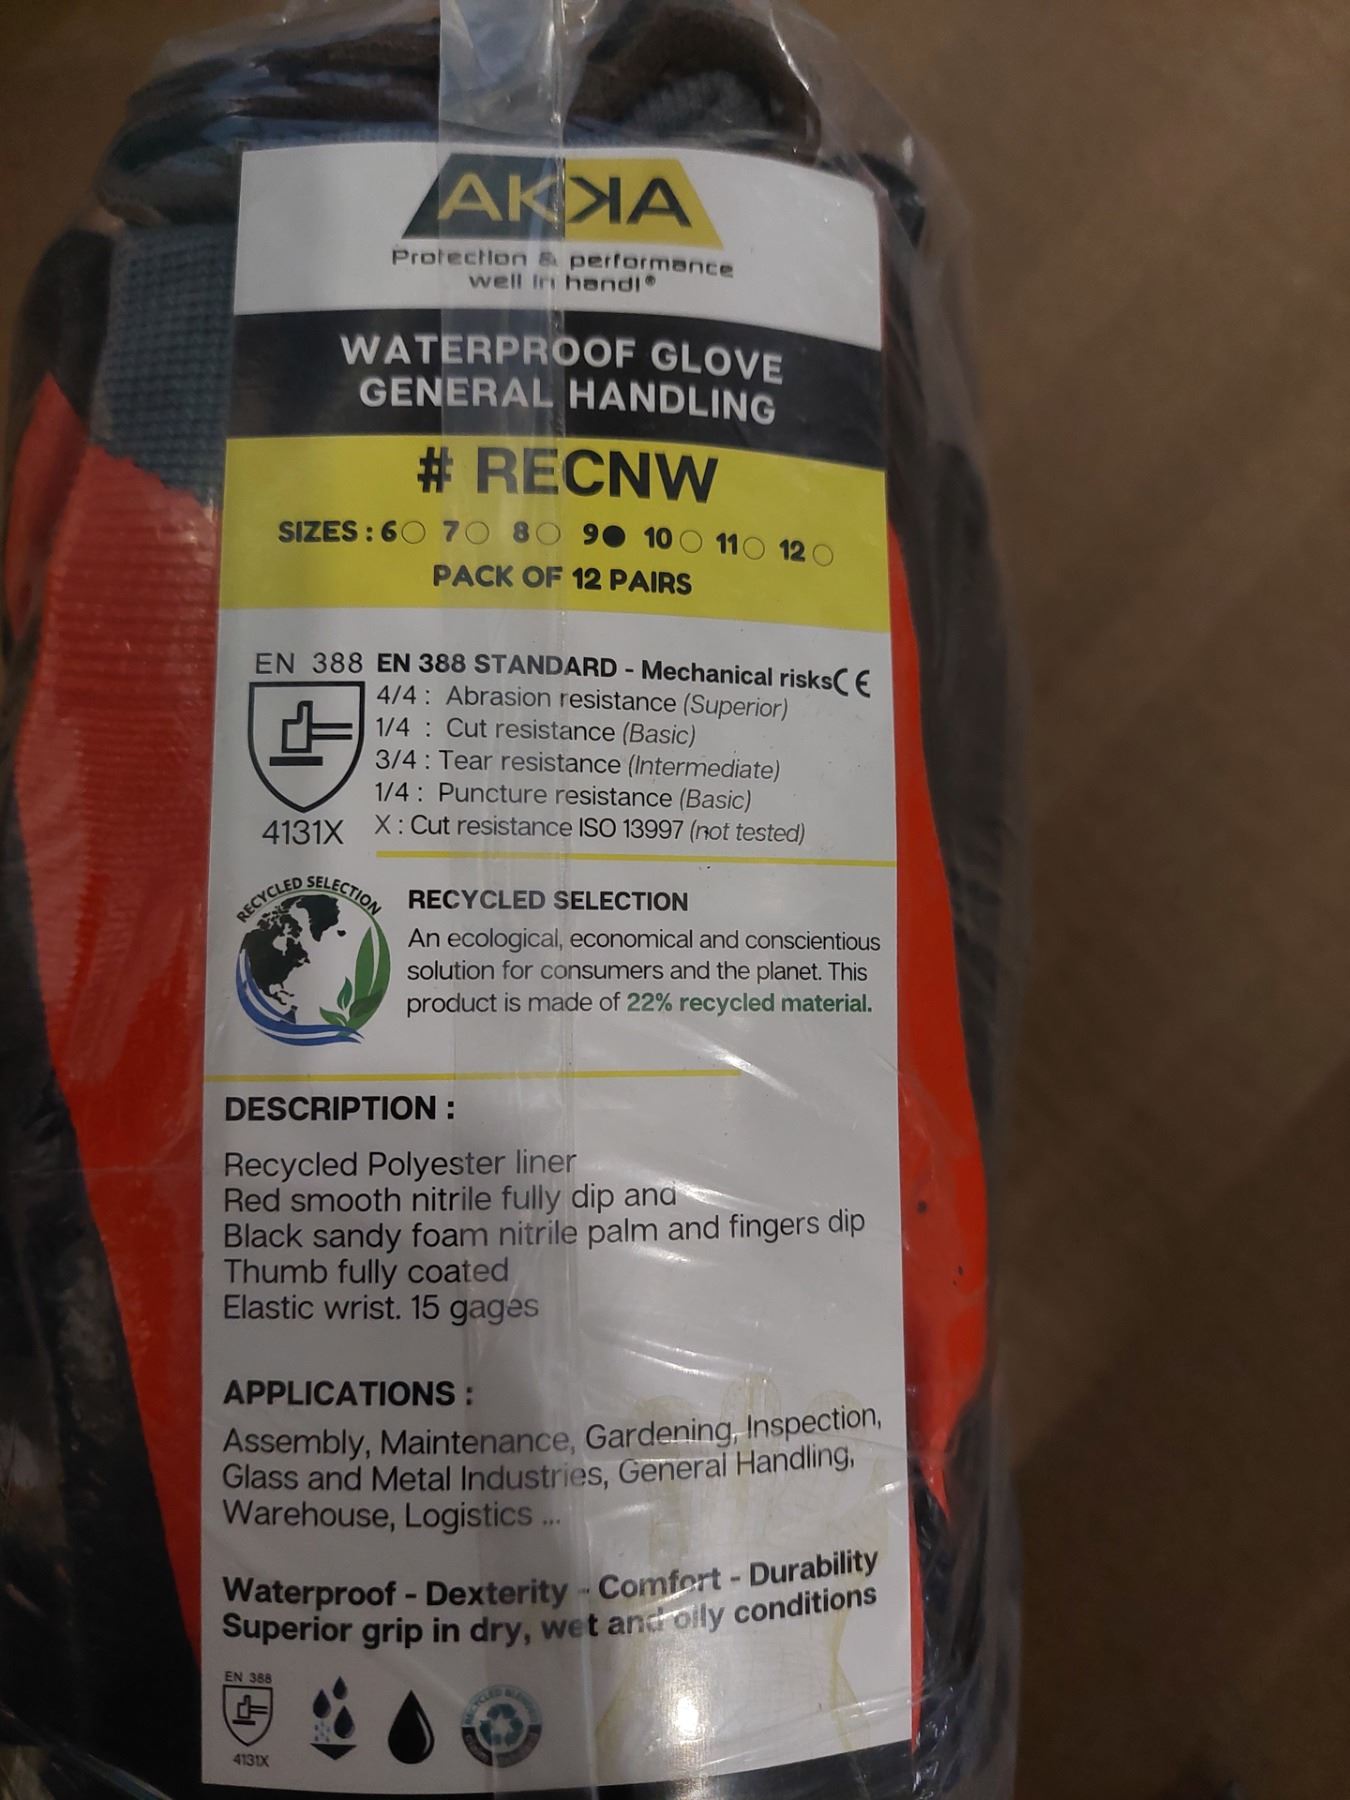 AKKA
Protection & performance
well in hand!®
WATERPROOF GLOVE
GENERAL HANDLING
# RECNW
SIZES : 6○ 7○ 8○ 9● 10○ 11○ 12○
PACK OF 12 PAIRS
EN 388 EN 388 STANDARD - Mechanical risks CE
4/4 : Abrasion resistance (Superior)
1/4 : Cut resistance (Basic)
3/4 : Tear resistance (Intermediate)
1/4 : Puncture resistance (Basic)
4131X X : Cut resistance ISO 13997 (not tested)
RECYCLED SELECTION
RECYCLED SELECTION
An ecological, economical and conscientious
solution for consumers and the planet. This
product is made of 22% recycled material.
DESCRIPTION :
Recycled Polyester liner
Red smooth nitrile fully dip and
Black sandy foam nitrile palm and fingers dip
Thumb fully coated
Elastic wrist. 15 gages
APPLICATIONS :
Assembly, Maintenance, Gardening, Inspection,
Glass and Metal Industries, General Handling,
Warehouse, Logistics ...
Waterproof - Dexterity - Comfort - Durability
Superior grip in dry, wet and oily conditions
EN 388
4131X